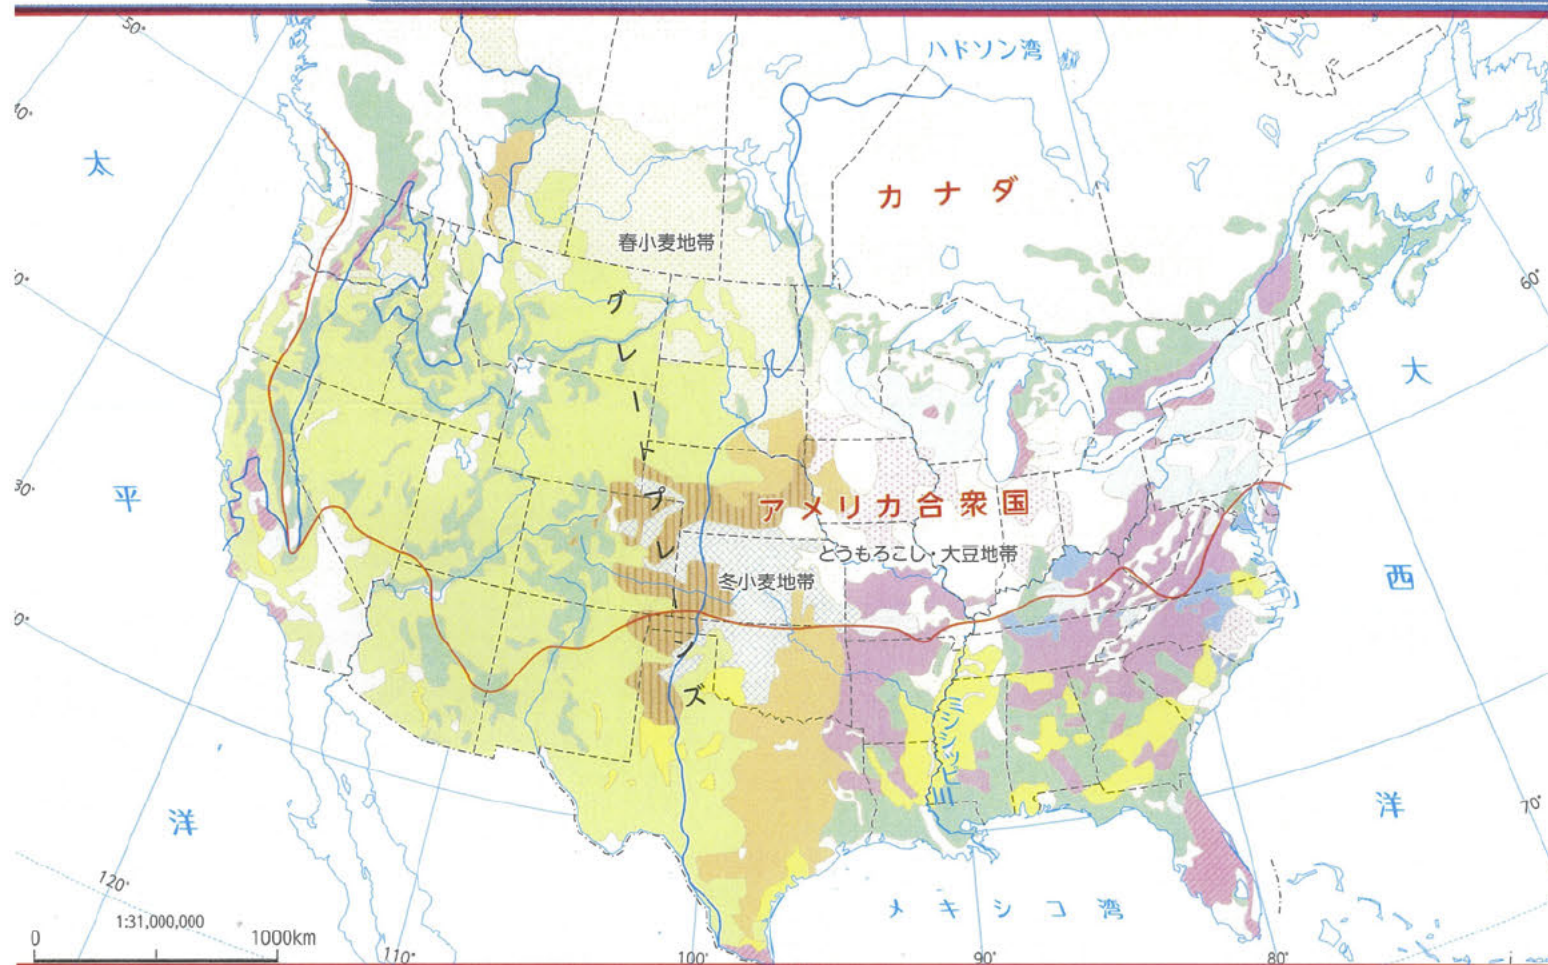 50°
ハドソン湾
40°
太
カナダ
春小麦地帯
60°
グレートプレーンズ
大
30°
平
アメリカ合衆国
とうもろこし・大豆地帯
冬小麦地帯
西
ミシシッピ川
洋
洋
70°
120°
メキシコ湾
1:31,000,000
0
1000km
110°
100°
90°
80°